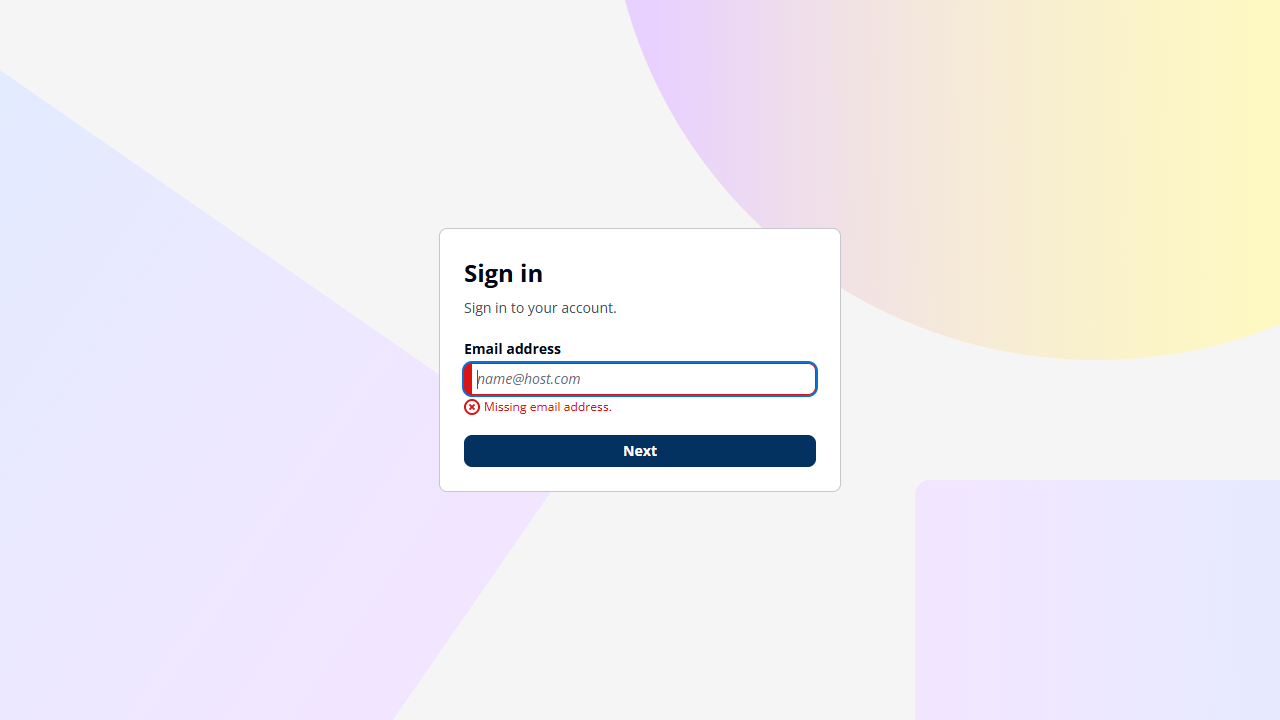 Sign in
Sign in to your account.
Email address
name@host.com
Missing email address.
Next